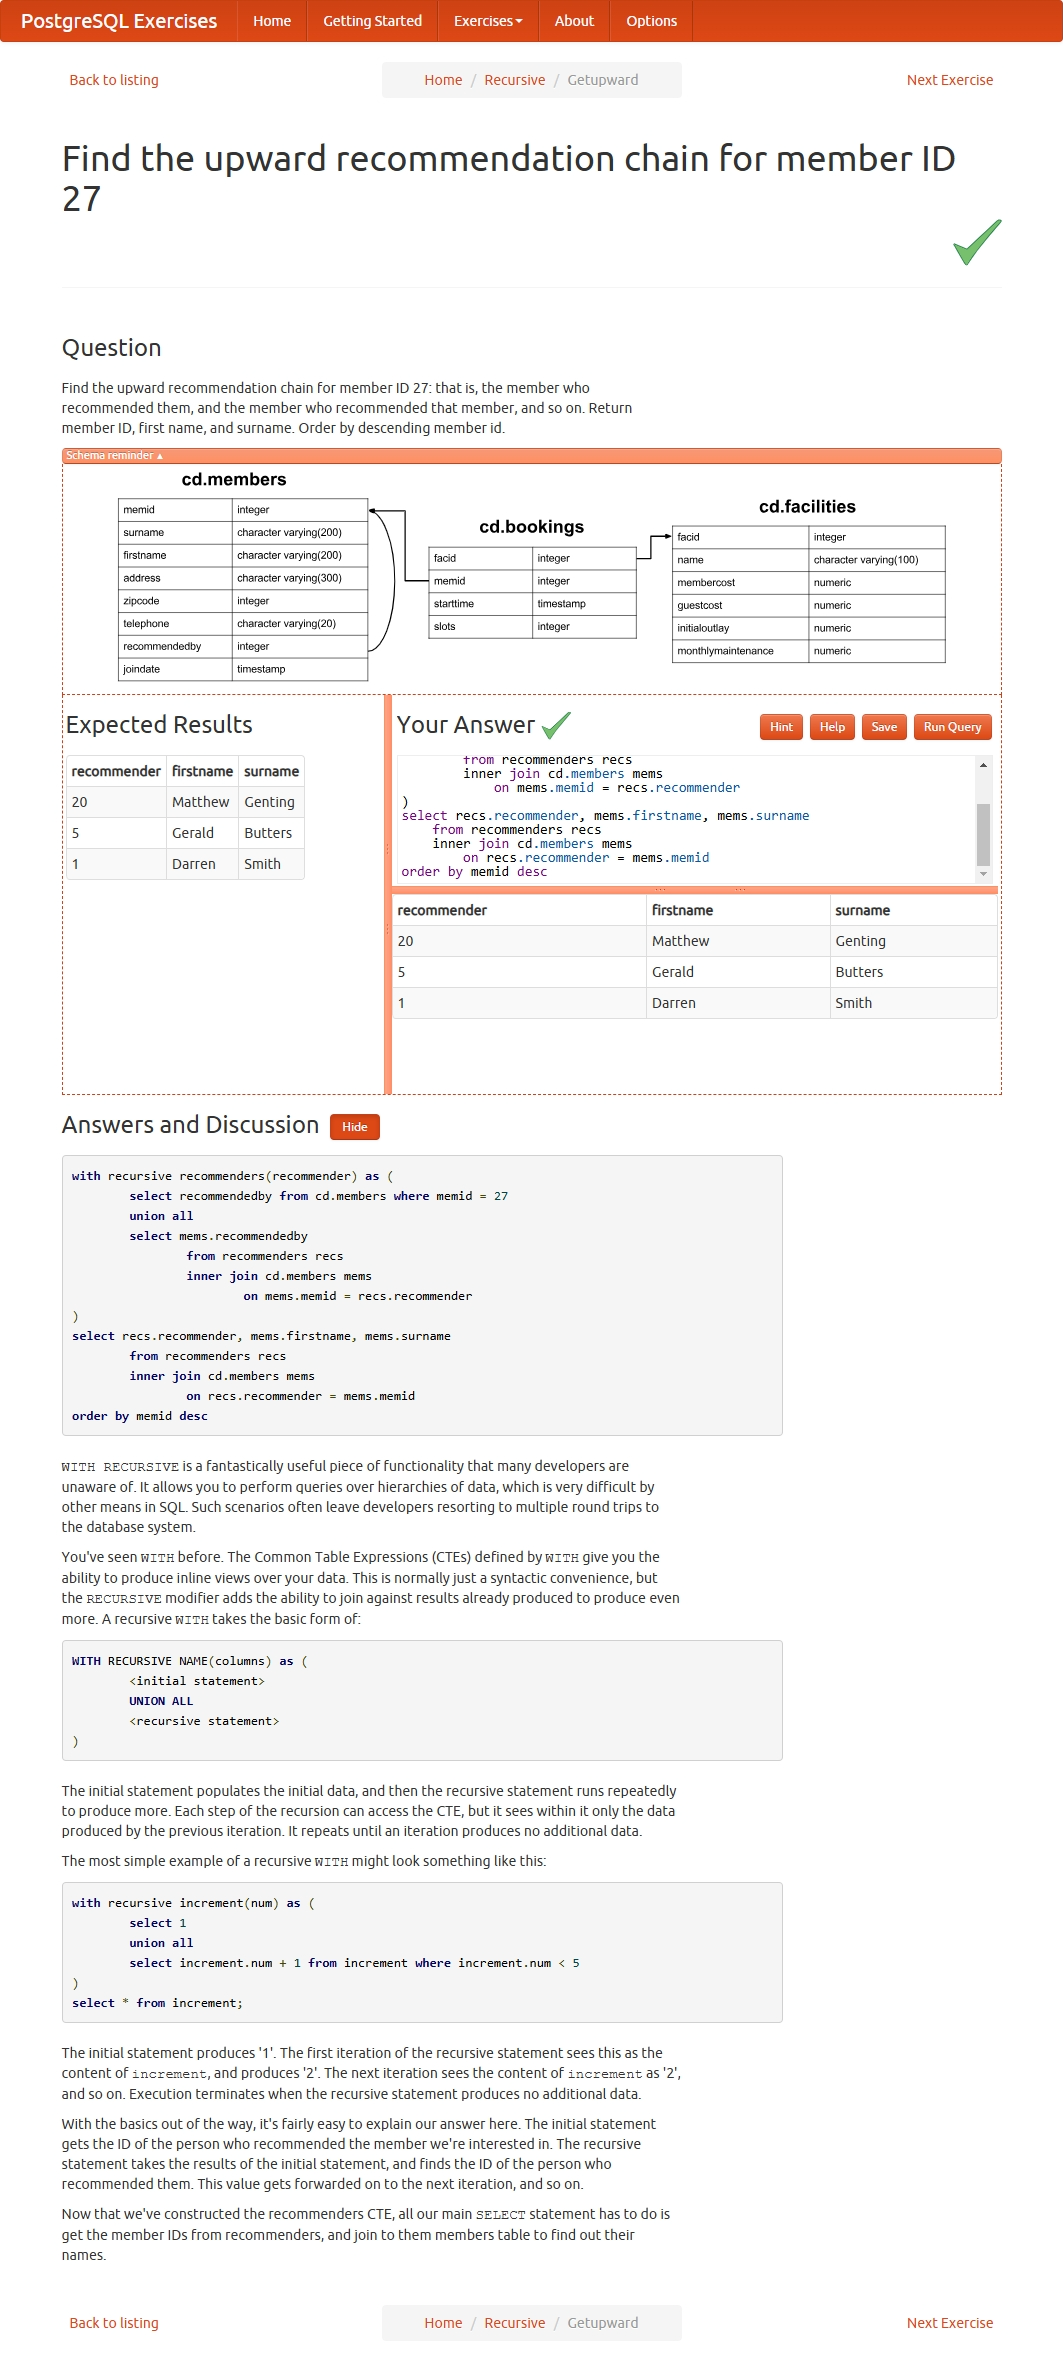 PostgreSQL Exercises Home Getting Started Exercises About Options
Back to listing Home / Recursive / Getupward Next Exercise
Find the upward recommendation chain for member ID
27
Question
Find the upward recommendation chain for member ID 27: that is, the member who
recommended them, and the member who recommended that member, and so on. Return
member ID, first name, and surname. Order by descending member id.
Schema reminder ▲
cd.members
memid integer
surname character varying(200)
firstname character varying(200)
address character varying(300)
zipcode integer
telephone character varying(20)
recommendedby integer
joindate timestamp
cd.bookings
facid integer
memid integer
starttime timestamp
slots integer
cd.facilities
facid integer
name character varying(100)
membercost numeric
guestcost numeric
initialoutlay numeric
monthlymaintenance numeric
Expected Results
recommender firstname surname
20 Matthew Genting
5 Gerald Butters
1 Darren Smith
Your Answer Hint Help Save Run Query
from recommenders recs
inner join cd.members mems
on mems.memid = recs.recommender
)
select recs.recommender, mems.firstname, mems.surname
from recommenders recs
inner join cd.members mems
on recs.recommender = mems.memid
order by memid desc
recommender firstname surname
20 Matthew Genting
5 Gerald Butters
1 Darren Smith
Answers and Discussion Hide
with recursive recommenders(recommender) as (
select recommendedby from cd.members where memid = 27
union all
select mems.recommendedby
from recommenders recs
inner join cd.members mems
on mems.memid = recs.recommender
)
select recs.recommender, mems.firstname, mems.surname
from recommenders recs
inner join cd.members mems
on recs.recommender = mems.memid
order by memid desc
WITH RECURSIVE is a fantastically useful piece of functionality that many developers are
unaware of. It allows you to perform queries over hierarchies of data, which is very difficult by
other means in SQL. Such scenarios often leave developers resorting to multiple round trips to
the database system.
You've seen WITH before. The Common Table Expressions (CTEs) defined by WITH give you the
ability to produce inline views over your data. This is normally just a syntactic convenience, but
the RECURSIVE modifier adds the ability to join against results already produced to produce even
more. A recursive WITH takes the basic form of:
WITH RECURSIVE NAME(columns) as (
<initial statement>
UNION ALL
<recursive statement>
)
The initial statement populates the initial data, and then the recursive statement runs repeatedly
to produce more. Each step of the recursion can access the CTE, but it sees within it only the data
produced by the previous iteration. It repeats until an iteration produces no additional data.
The most simple example of a recursive WITH might look something like this:
with recursive increment(num) as (
select 1
union all
select increment.num + 1 from increment where increment.num < 5
)
select * from increment;
The initial statement produces '1'. The first iteration of the recursive statement sees this as the
content of increment, and produces '2'. The next iteration sees the content of increment as '2',
and so on. Execution terminates when the recursive statement produces no additional data.
With the basics out of the way, it's fairly easy to explain our answer here. The initial statement
gets the ID of the person who recommended the member we're interested in. The recursive
statement takes the results of the initial statement, and finds the ID of the person who
recommended them. This value gets forwarded on to the next iteration, and so on.
Now that we've constructed the recommenders CTE, all our main SELECT statement has to do is
get the member IDs from recommenders, and join to them members table to find out their
names.
Back to listing Home / Recursive / Getupward Next Exercise